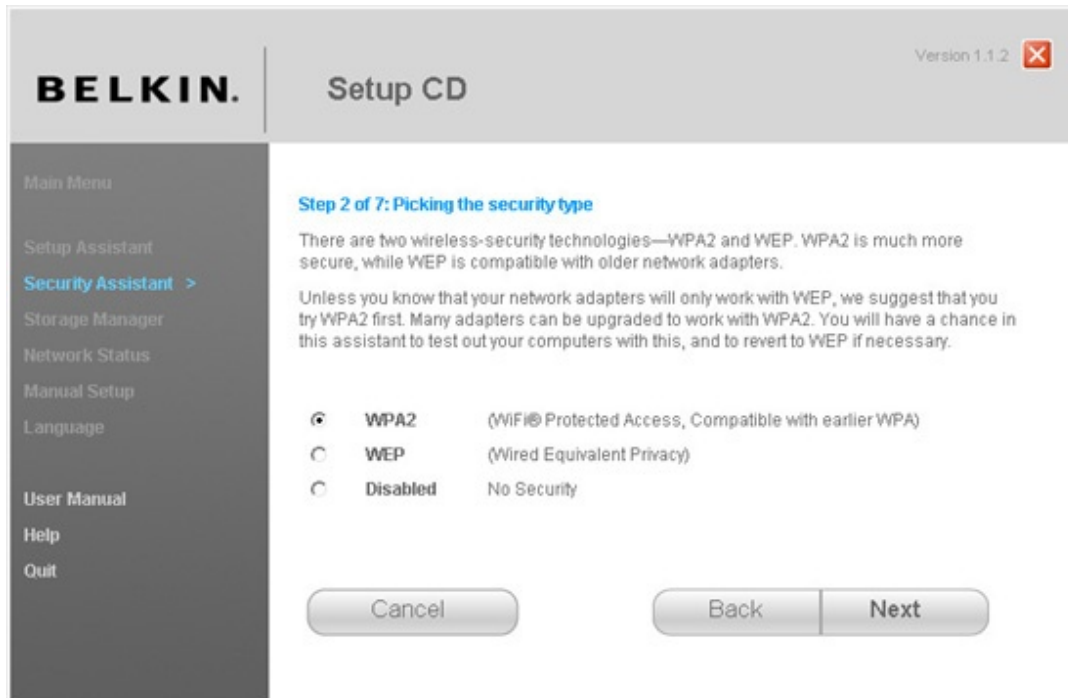 BELKIN.
Setup CD
Version 1.1.2
Main Menu
Setup Assistant
Security Assistant >
Storage Manager
Network Status
Manual Setup
Language
User Manual
Help
Quit
Step 2 of 7: Picking the security type
There are two wireless-security technologies—WPA2 and WEP. WPA2 is much more
secure, while WEP is compatible with older network adapters.
Unless you know that your network adapters will only work with WEP, we suggest that you
try WPA2 first. Many adapters can be upgraded to work with WPA2. You will have a chance in
this assistant to test out your computers with this, and to revert to WEP if necessary.
WPA2 (WiFi® Protected Access, Compatible with earlier WPA)
WEP (Wired Equivalent Privacy)
Disabled No Security
Cancel
Back
Next